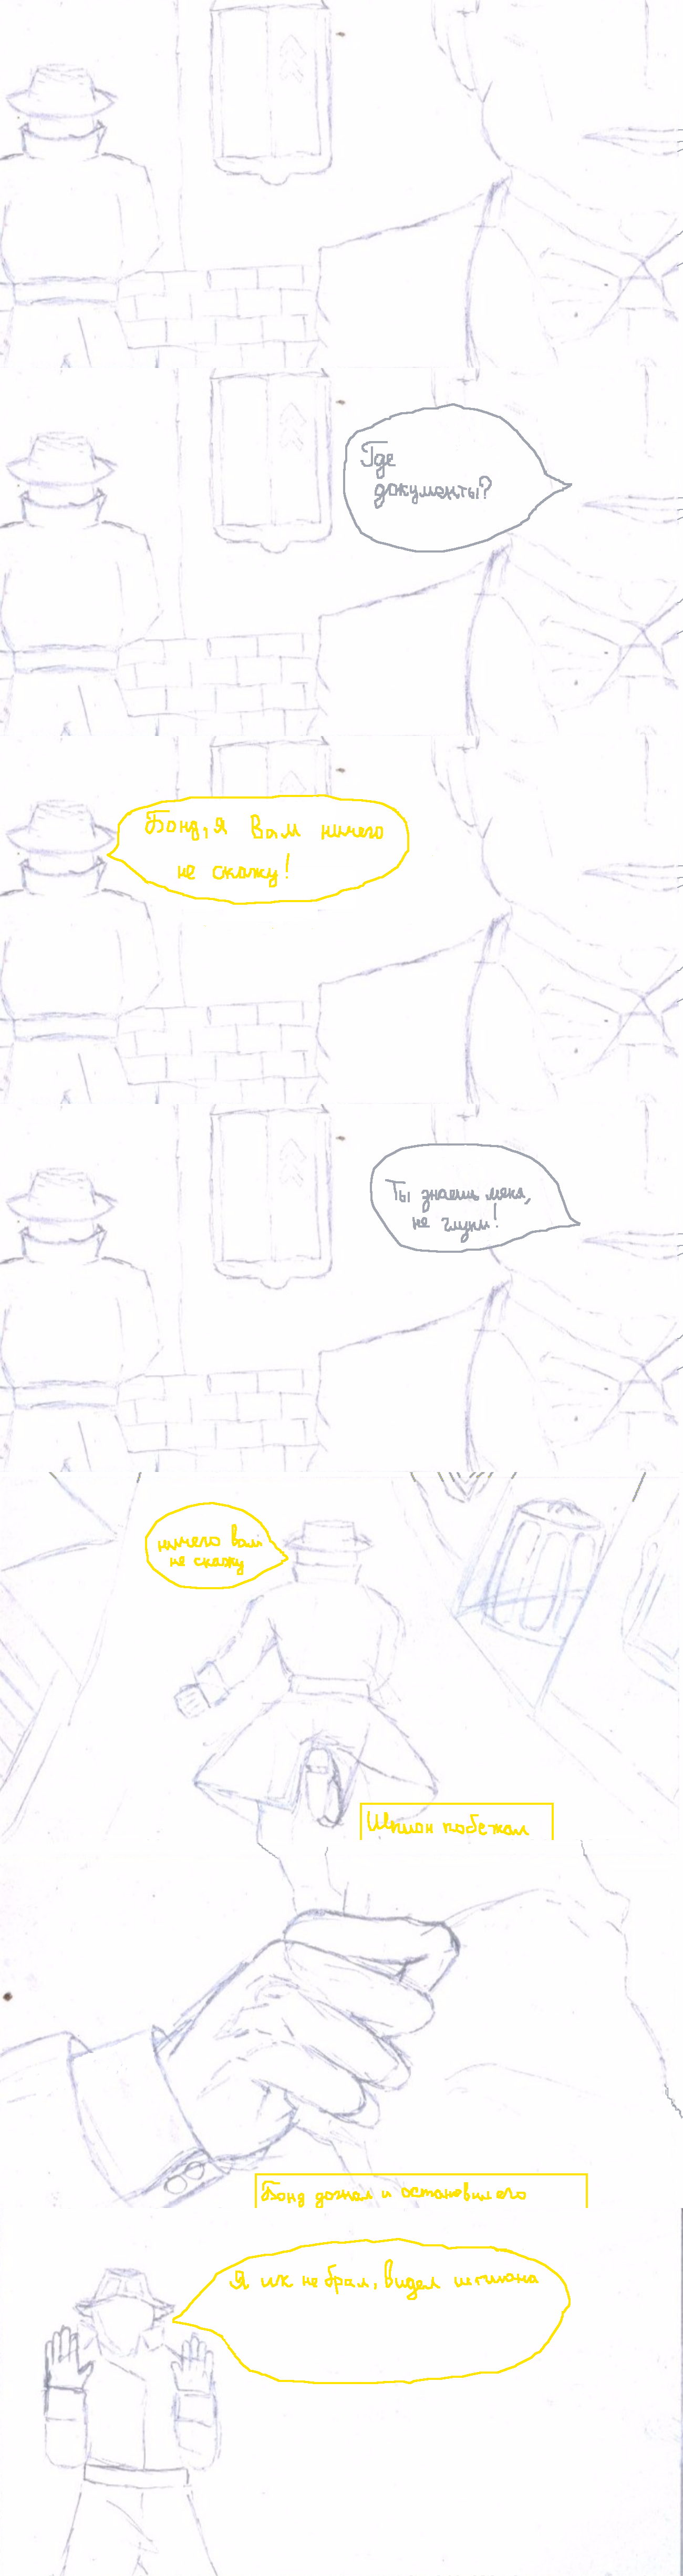 Где
документы?
Бонд, я Вам ничего
не скажу!
Ты знаешь меня,
не глупи!
ничего вам
не скажу
Шпион побежал
Бонд догнал и остановил его
Я их не брал, видел шпиона